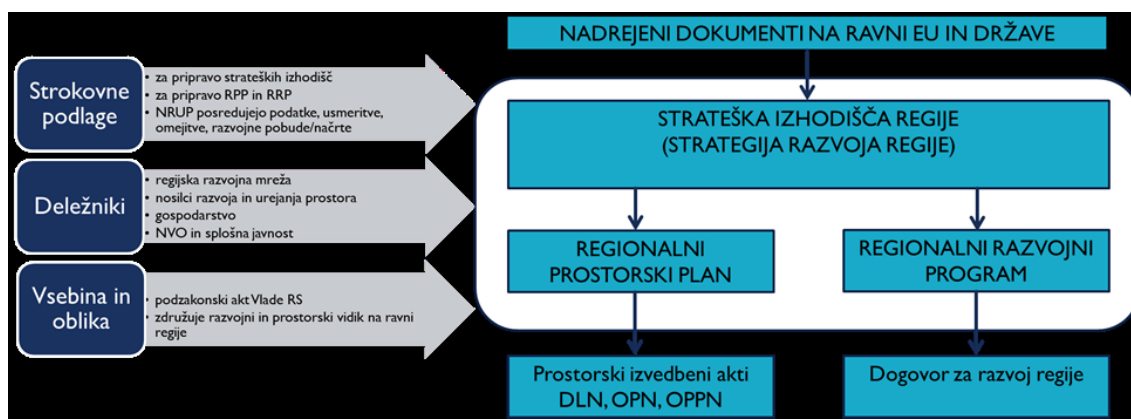 NADREJENI DOKUMENTI NA RAVNI EU IN DRŽAVE
Strokovne
podlage
• za pripravo strateških izhodišč
• za pripravo RPP in RRP
• NRUP posredujejo podatke, usmeritve,
omejitve, razvojne pobude/načrte
STRATEŠKA IZHODIŠČA REGIJE
(STRATEGIJA RAZVOJA REGIJE)
Deležniki
• regijska razvojna mreža
• nosilci razvoja in urejanja prostora
• gospodarstvo
• NVO in splošna javnost
REGIONALNI
PROSTORSKI PLAN
REGIONALNI RAZVOJNI
PROGRAM
Vsebina in
oblika
• podzakonski akt Vlade RS
• združuje razvojni in prostorski vidik na ravni
regije
Prostorski izvedbeni akti
DLN, OPN, OPPN
Dogovor za razvoj regije